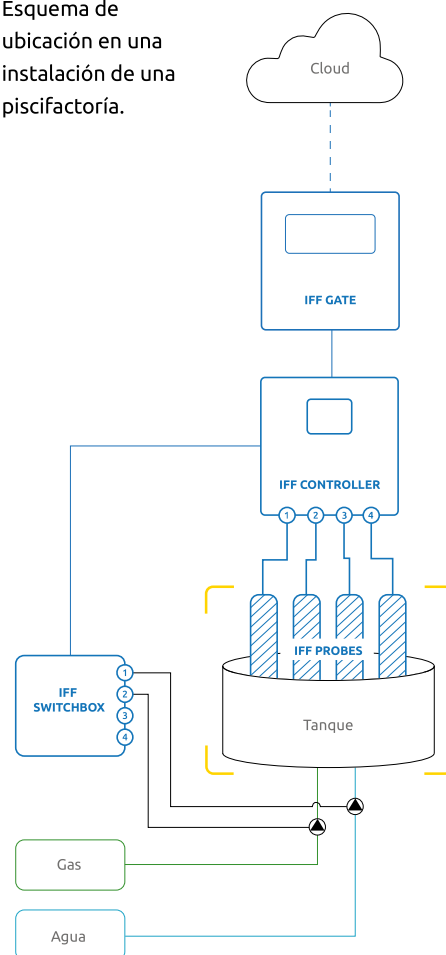 Esquema de
ubicación en una
instalación de una
piscifactoría.
Cloud
IFF GATE
IFF CONTROLLER
1 2 3 4
IFF PROBES
IFF
SWITCHBOX
1
2
3
4
Tanque
Gas
Agua